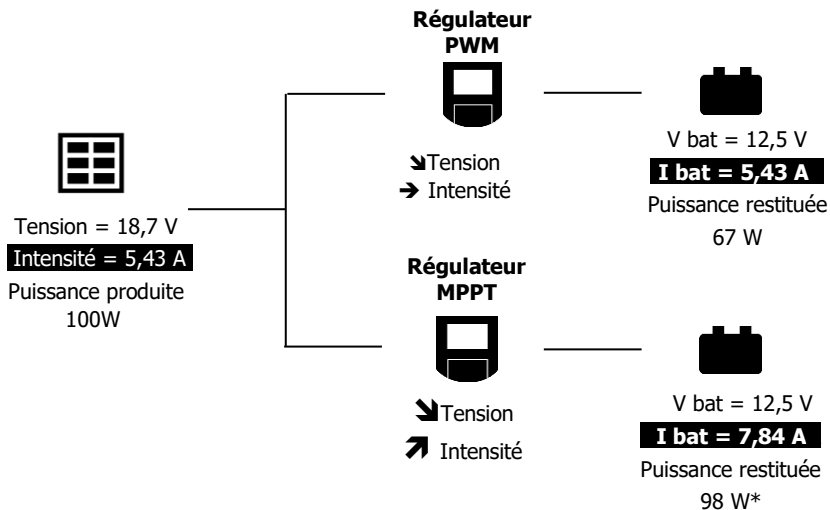 Tension = 18,7 V
Intensité = 5,43 A
Puissance produite
100W
Régulateur
PWM
➘Tension
➔ Intensité
V bat = 12,5 V
I bat = 5,43 A
Puissance restituée
67 W
Régulateur
MPPT
➘Tension
➚ Intensité
V bat = 12,5 V
I bat = 7,84 A
Puissance restituée
98 W*